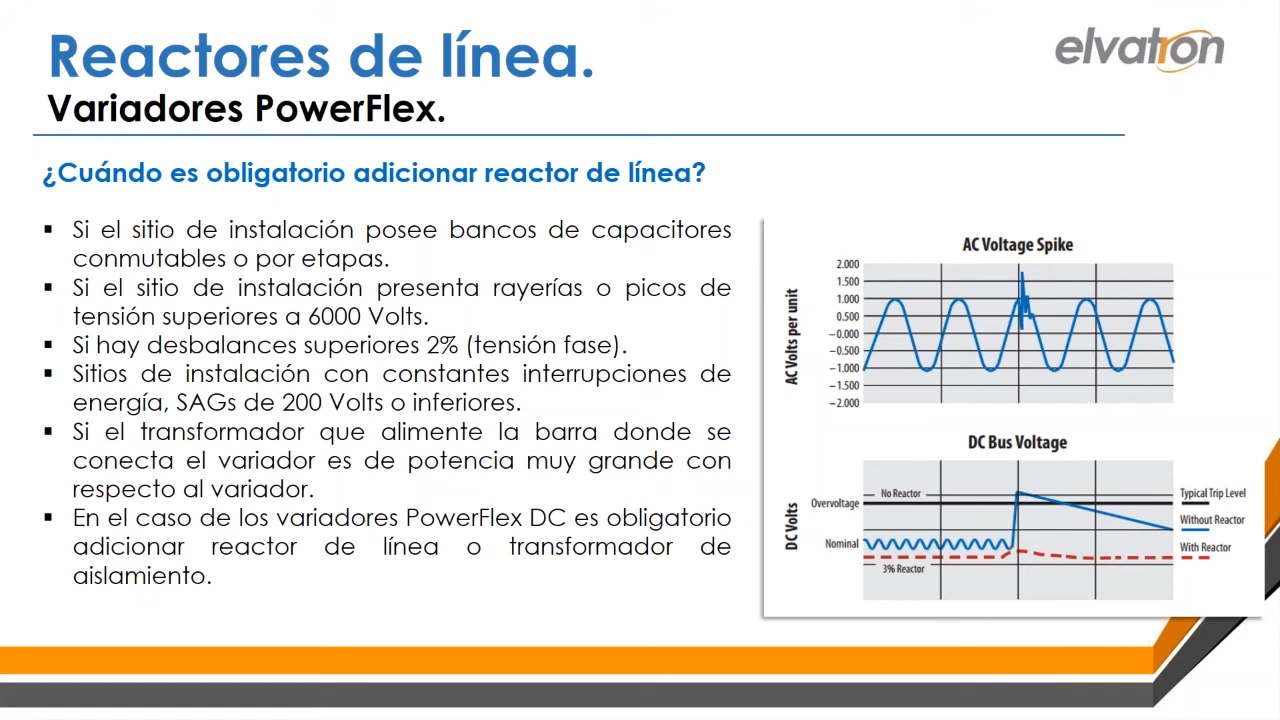 Reactores de línea.
Variadores PowerFlex.
elvatron
¿Cuándo es obligatorio adicionar reactor de línea?
▪ Si el sitio de instalación posee bancos de capacitores
conmutables o por etapas.
▪ Si el sitio de instalación presenta rayerías o picos de
tensión superiores a 6000 Volts.
▪ Si hay desbalances superiores 2% (tensión fase).
▪ Sitios de instalación con constantes interrupciones de
energía, SAGs de 200 Volts o inferiores.
▪ Si el transformador que alimente la barra donde se
conecta el variador es de potencia muy grande con
respecto al variador.
▪ En el caso de los variadores PowerFlex DC es obligatorio
adicionar reactor de línea o transformador de
aislamiento.
AC Voltage Spike
AC Volts per unit
2.000
1.500
1.000
0.500
–0.000
–0.500
–1.000
–1.500
–2.000
DC Bus Voltage
DC Volts
Overvoltage
Nominal
No Reactor
3% Reactor
Typical Trip Level
Without Reactor
With Reactor